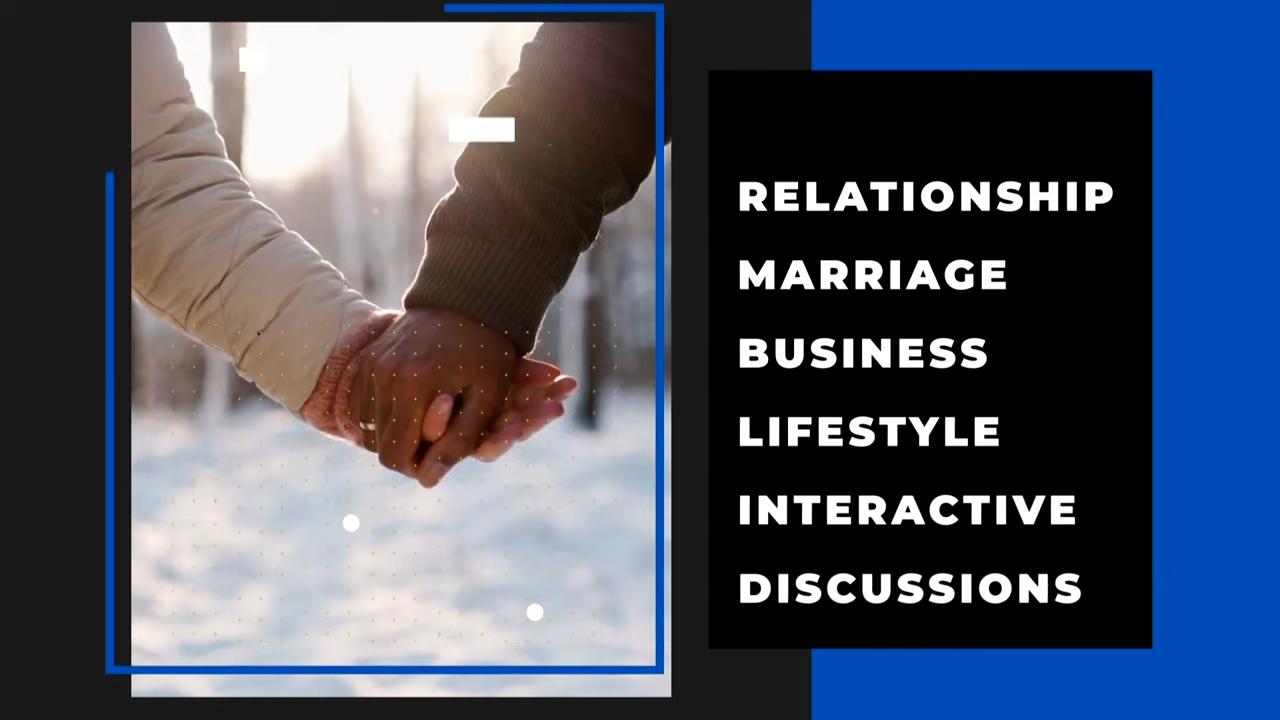 RELATIONSHIP
MARRIAGE
BUSINESS
LIFESTYLE
INTERACTIVE
DISCUSSIONS